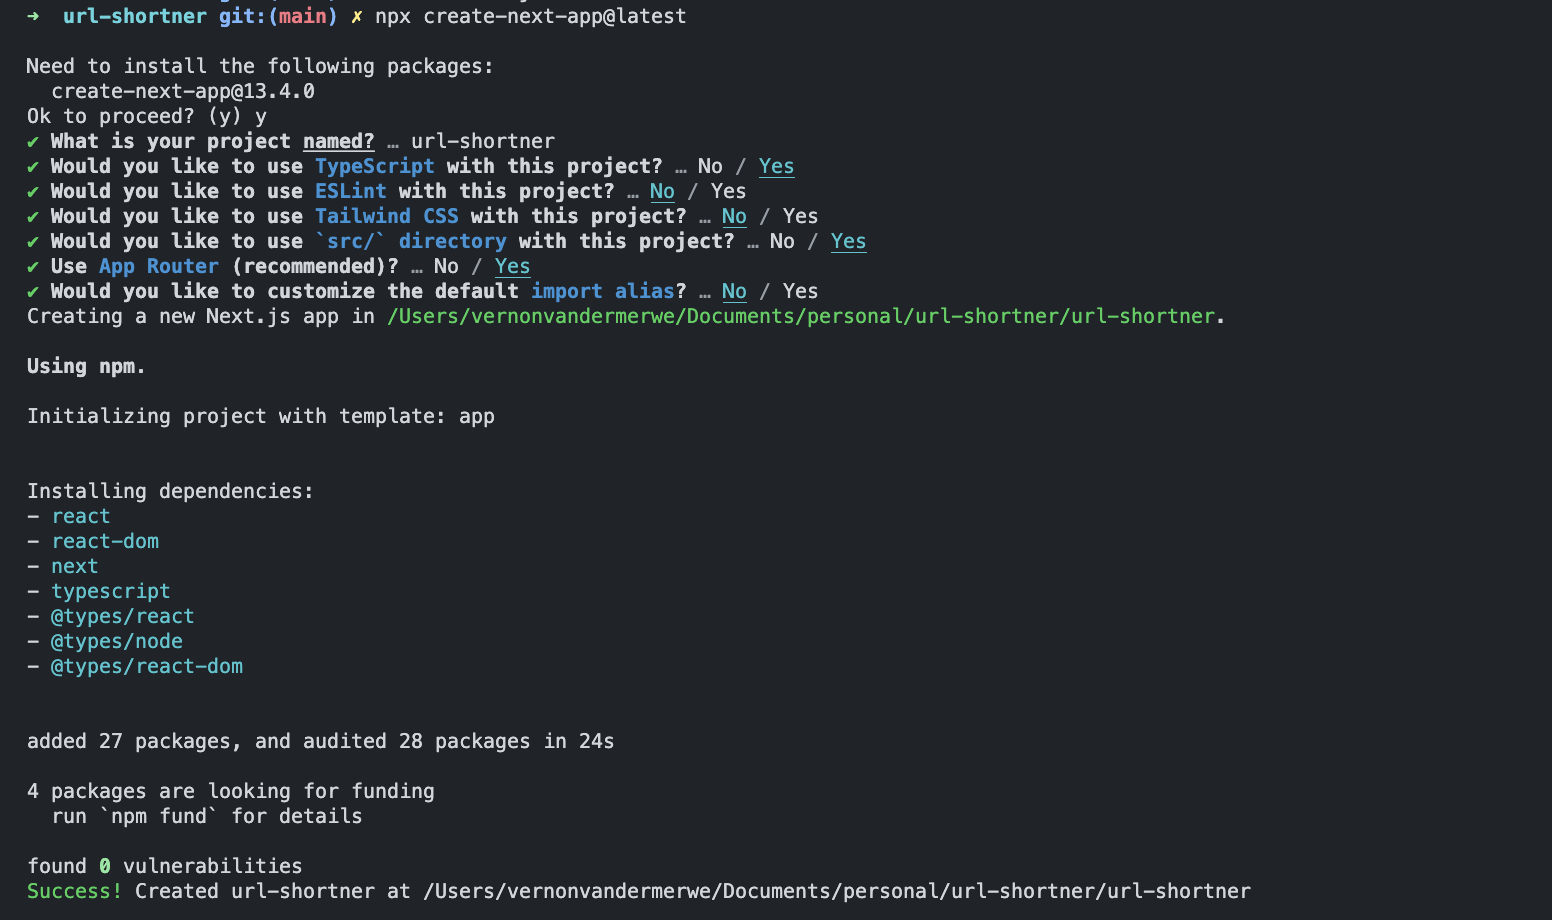 ➜  url-shortner git:(main) ✗ npx create-next-app@latest
Need to install the following packages:
  create-next-app@13.4.0
Ok to proceed? (y) y
✔ What is your project named? … url-shortner
✔ Would you like to use TypeScript with this project? … No / Yes
✔ Would you like to use ESLint with this project? … No / Yes
✔ Would you like to use Tailwind CSS with this project? … No / Yes
✔ Would you like to use `src/` directory with this project? … No / Yes
✔ Use App Router (recommended)? … No / Yes
✔ Would you like to customize the default import alias? … No / Yes
Creating a new Next.js app in /Users/vernonvandermerwe/Documents/personal/url-shortner/url-shortner.
Using npm.
Initializing project with template: app
Installing dependencies:
- react
- react-dom
- next
- typescript
- @types/react
- @types/node
- @types/react-dom
added 27 packages, and audited 28 packages in 24s
4 packages are looking for funding
  run `npm fund` for details
found 0 vulnerabilities
Success! Created url-shortner at /Users/vernonvandermerwe/Documents/personal/url-shortner/url-shortner